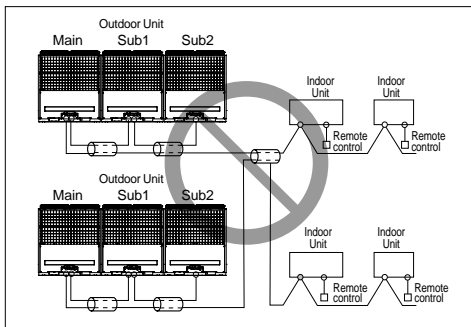 Outdoor Unit
Main Sub1 Sub2
Indoor
Unit
Indoor
Unit
Remote
control
Remote
control
Outdoor Unit
Main Sub1 Sub2
Indoor
Unit
Indoor
Unit
Remote
control
Remote
control